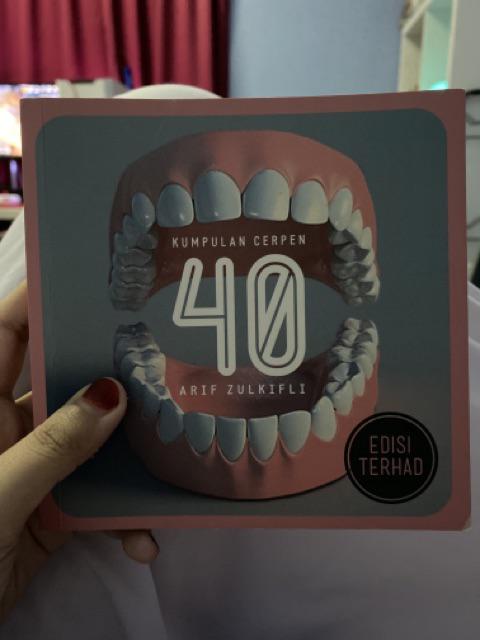 KUMPULAN CERPEN
40
ARIF ZULKIFLI
EDISI
TERHAD